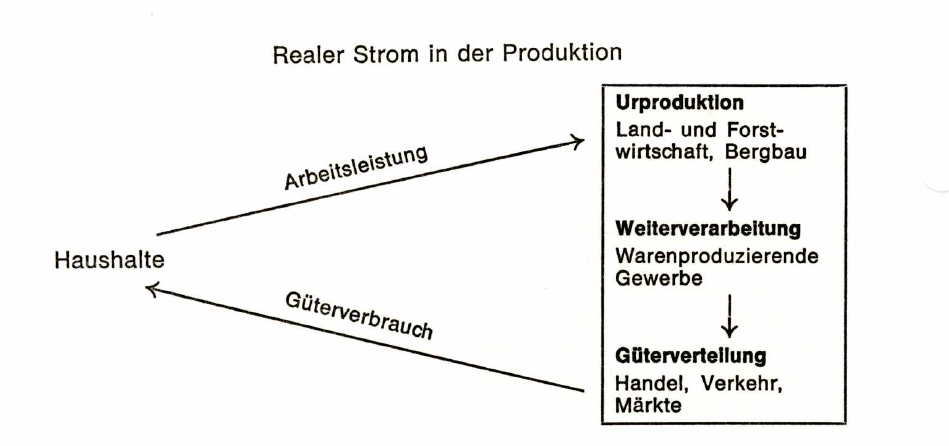 Realer Strom in der Produktion
Urproduktion
Land- und Forst-
wirtschaft, Bergbau
Arbeitsleistung
Weiterverarbeitung
Warenproduzierende
Gewerbe
Haushalte
Güterverbrauch
Güterverteilung
Handel, Verkehr,
Märkte